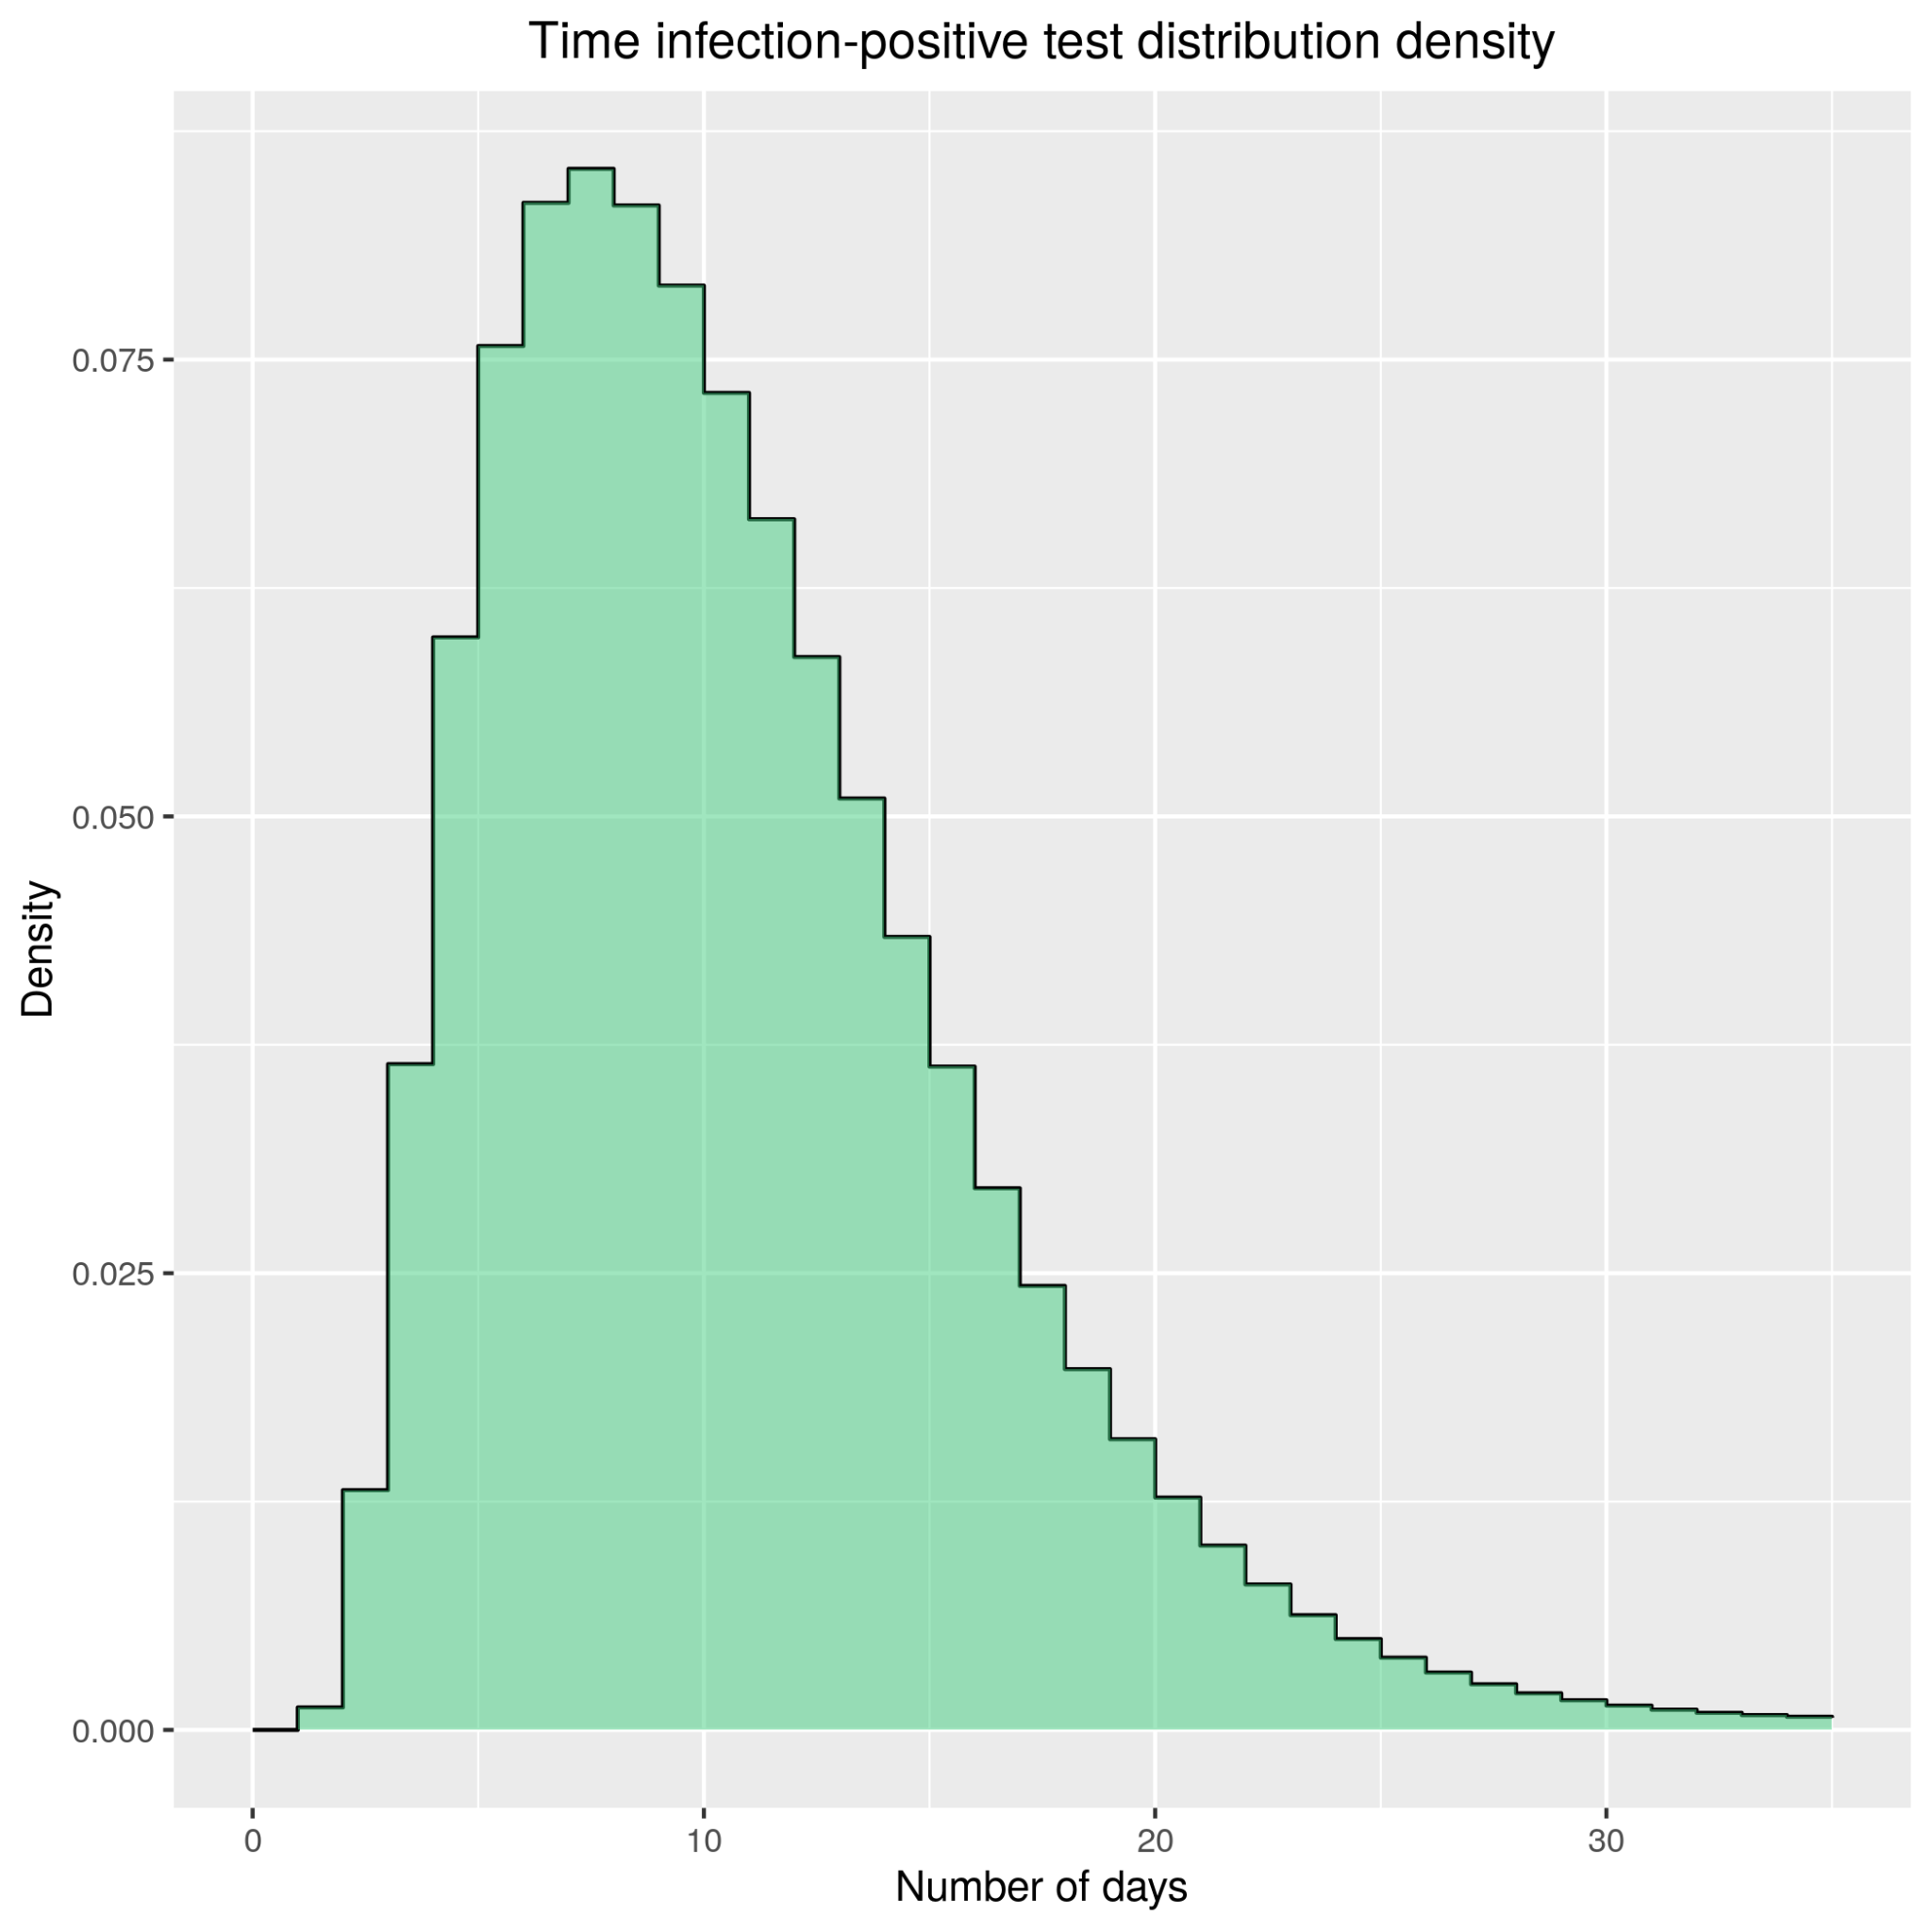 Time infection-positive test distribution density
Density
0.075
0.050
0.025
0.000
0 10 20 30
Number of days